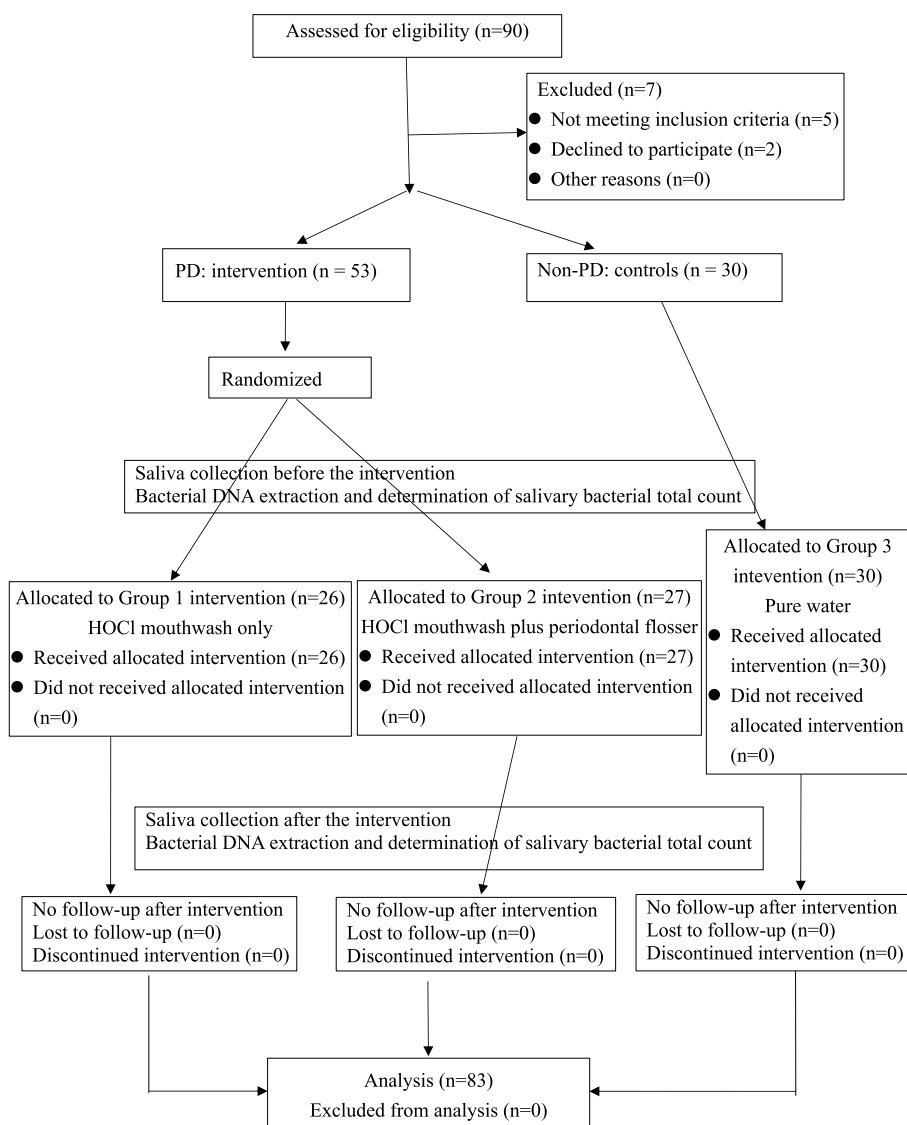 Assessed for eligibility (n=90)
Excluded (n=7)
● Not meeting inclusion criteria (n=5)
● Declined to participate (n=2)
● Other reasons (n=0)
PD: intervention (n = 53)
Non-PD: controls (n = 30)
Randomized
Saliva collection before the intervention
Bacterial DNA extraction and determination of salivary bacterial total count
Allocated to Group 1 intervention (n=26)
HOCl mouthwash only
● Received allocated intervention (n=26)
● Did not received allocated intervention
(n=0)
Allocated to Group 2 intevention (n=27)
HOCl mouthwash plus periodontal flosser
● Received allocated intervention (n=27)
● Did not received allocated intervention
(n=0)
Allocated to Group 3
intevention (n=30)
Pure water
● Received allocated
intervention (n=30)
● Did not received
allocated intervention
(n=0)
Saliva collection after the intervention
Bacterial DNA extraction and determination of salivary bacterial total count
No follow-up after intervention
Lost to follow-up (n=0)
Discontinued intervention (n=0)
No follow-up after intervention
Lost to follow-up (n=0)
Discontinued intervention (n=0)
No follow-up after intervention
Lost to follow-up (n=0)
Discontinued intervention (n=0)
Analysis (n=83)
Excluded from analysis (n=0)